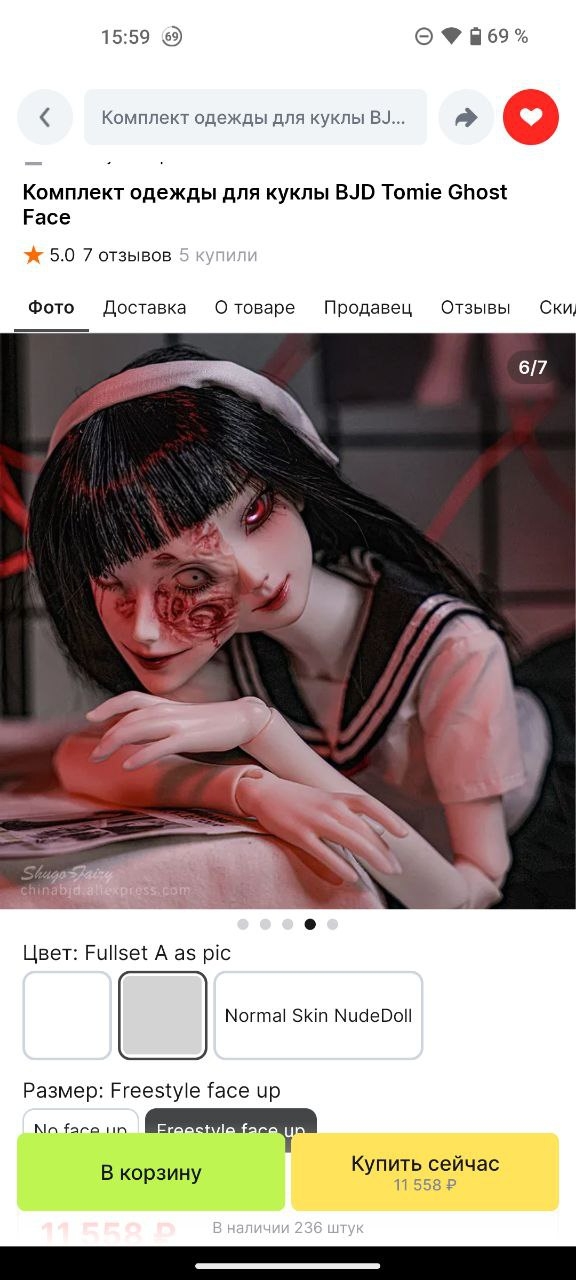 15:59 69 69 %
Комплект одежды для куклы BJ...
Комплект одежды для куклы BJD Tomie Ghost
Face
5.0 7 отзывов 5 купили
Фото Доставка О товаре Продавец Отзывы Скид
6/7
ShugoFairy
chinabjd.aliexpress.com
Цвет: Fullset A as pic
Normal Skin NudeDoll
Размер: Freestyle face up
No face up Freestyle face up
В корзину
Купить сейчас
11 558 ₽
11 558 ₽ В наличии 236 штук